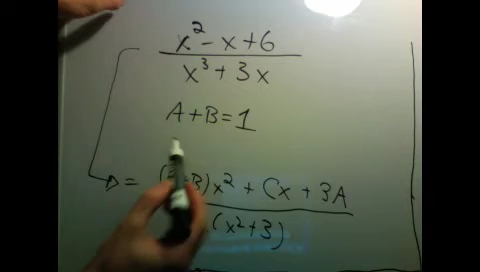 x² - x + 6
x³ + 3x
A + B = 1
= B)x² + Cx + 3A
(x² + 3)